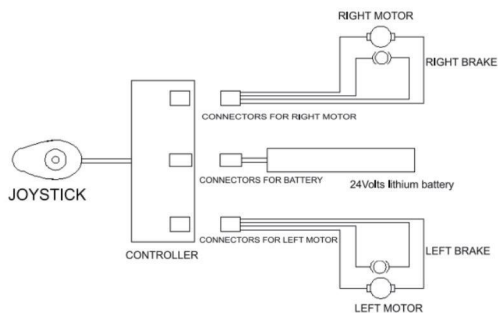 RIGHT MOTOR
RIGHT BRAKE
CONNECTORS FOR RIGHT MOTOR
JOYSTICK
CONNECTORS FOR BATTERY
24Volts lihtium battery
CONNECTORS FOR LEFT MOTOR
CONTROLLER
LEFT BRAKE
LEFT MOTOR